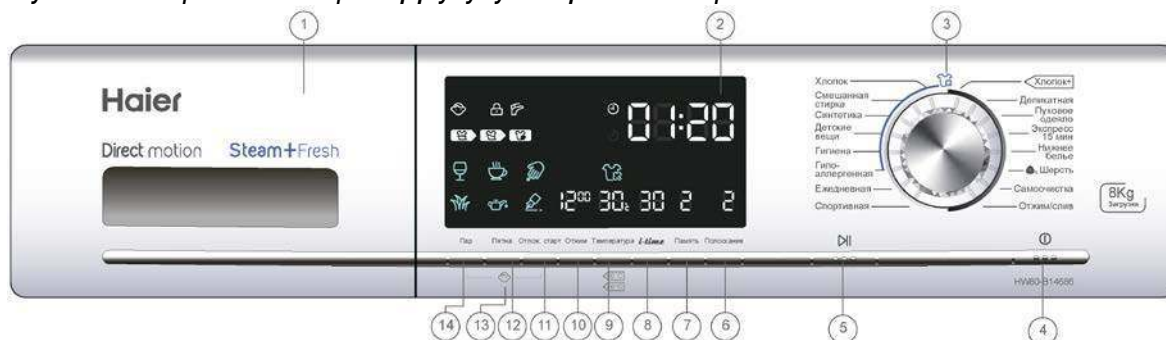 1
2
3
Haier
Direct motion Steam+Fresh
01:20
12⁰⁰ 30 30 2 2
Хлопок
Смешанная
стирка
Синтетика
Детские
вещи
Гигиена
Гипо-
аллергенная
Ежедневная
Спортивная
Хлопок+
Деликатная
Пуховое
одеяло
Экспресс
15 мин
Нижнее
белье
Шерсть
Самоочистка
Отжим/слив
8Kg
Загрузка
Пар Пятна Отлож. старт Отжим Температура i-time Память Полоскание
HW80-B14686
14 13 12 11 10 9 8 7 6 5 4